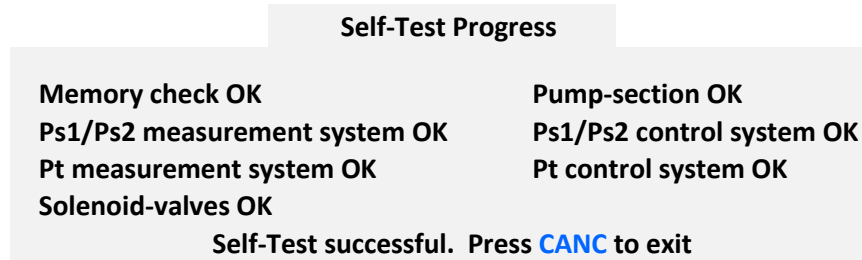 Self-Test Progress
Memory check OK Pump-section OK
Ps1/Ps2 measurement system OK Ps1/Ps2 control system OK
Pt measurement system OK Pt control system OK
Solenoid-valves OK
Self-Test successful. Press CANC to exit